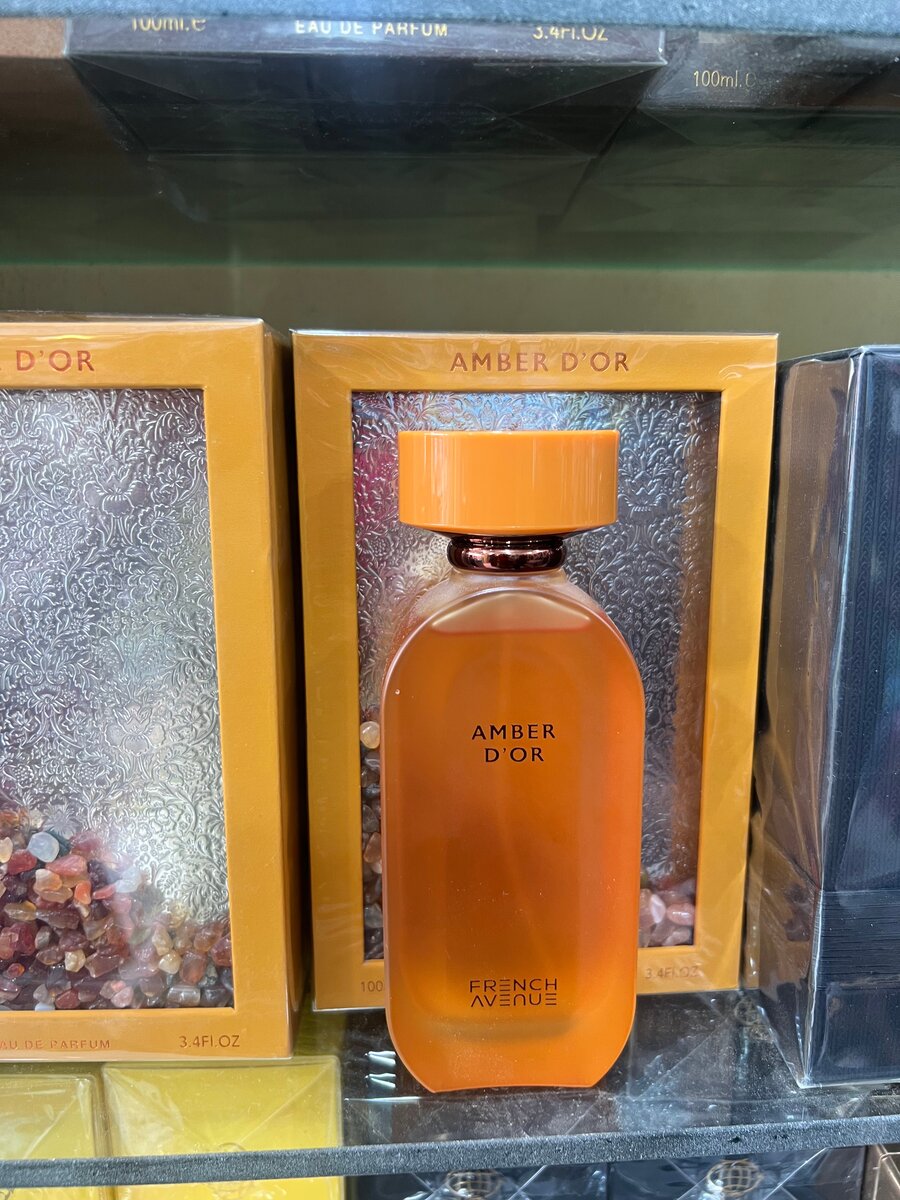 100ml.e
EAU DE PARFUM
3.4Fl.OZ
100ml.e
D'OR
AMBER D'OR
AMBER
D'OR
FRENCH
AVENUE
100
3.4Fl.OZ
EAU DE PARFUM
3.4Fl.OZ